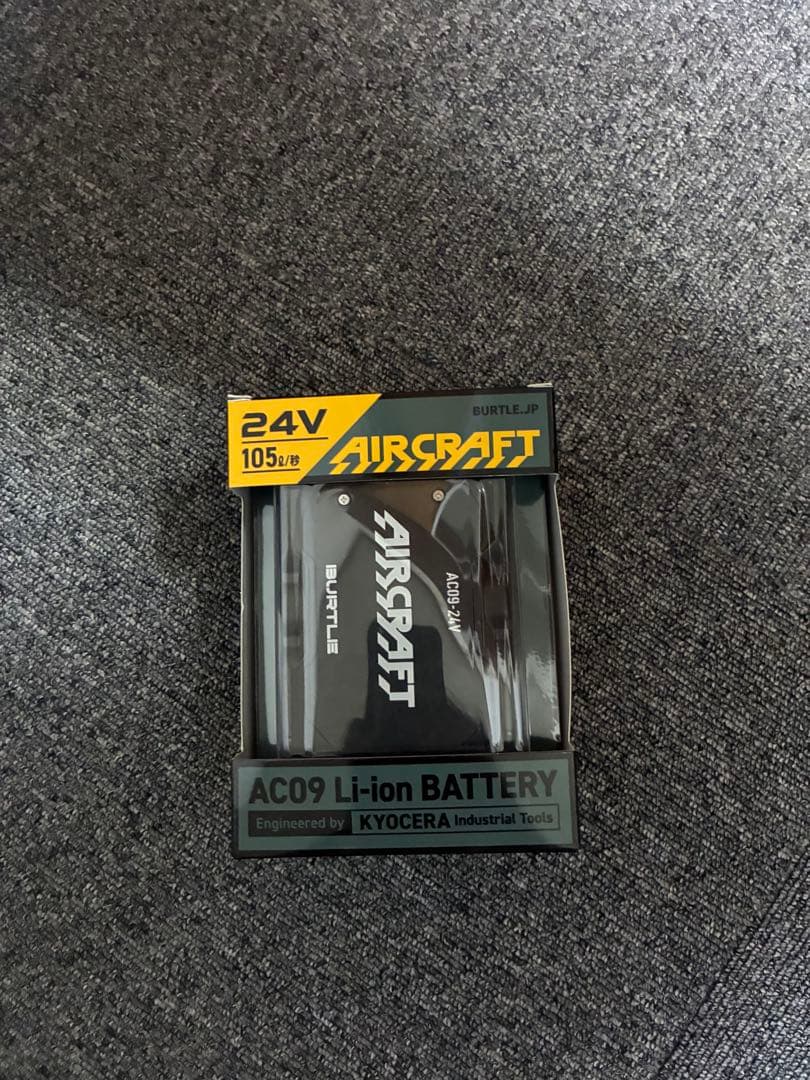 24V
105ℓ/秒
BURTLE.JP
AIRCRAFT
AC09-24V
AIRCRAFT
BURTLE
AC09 Li-ion BATTERY
Engineered by KYOCERA Industrial Tools